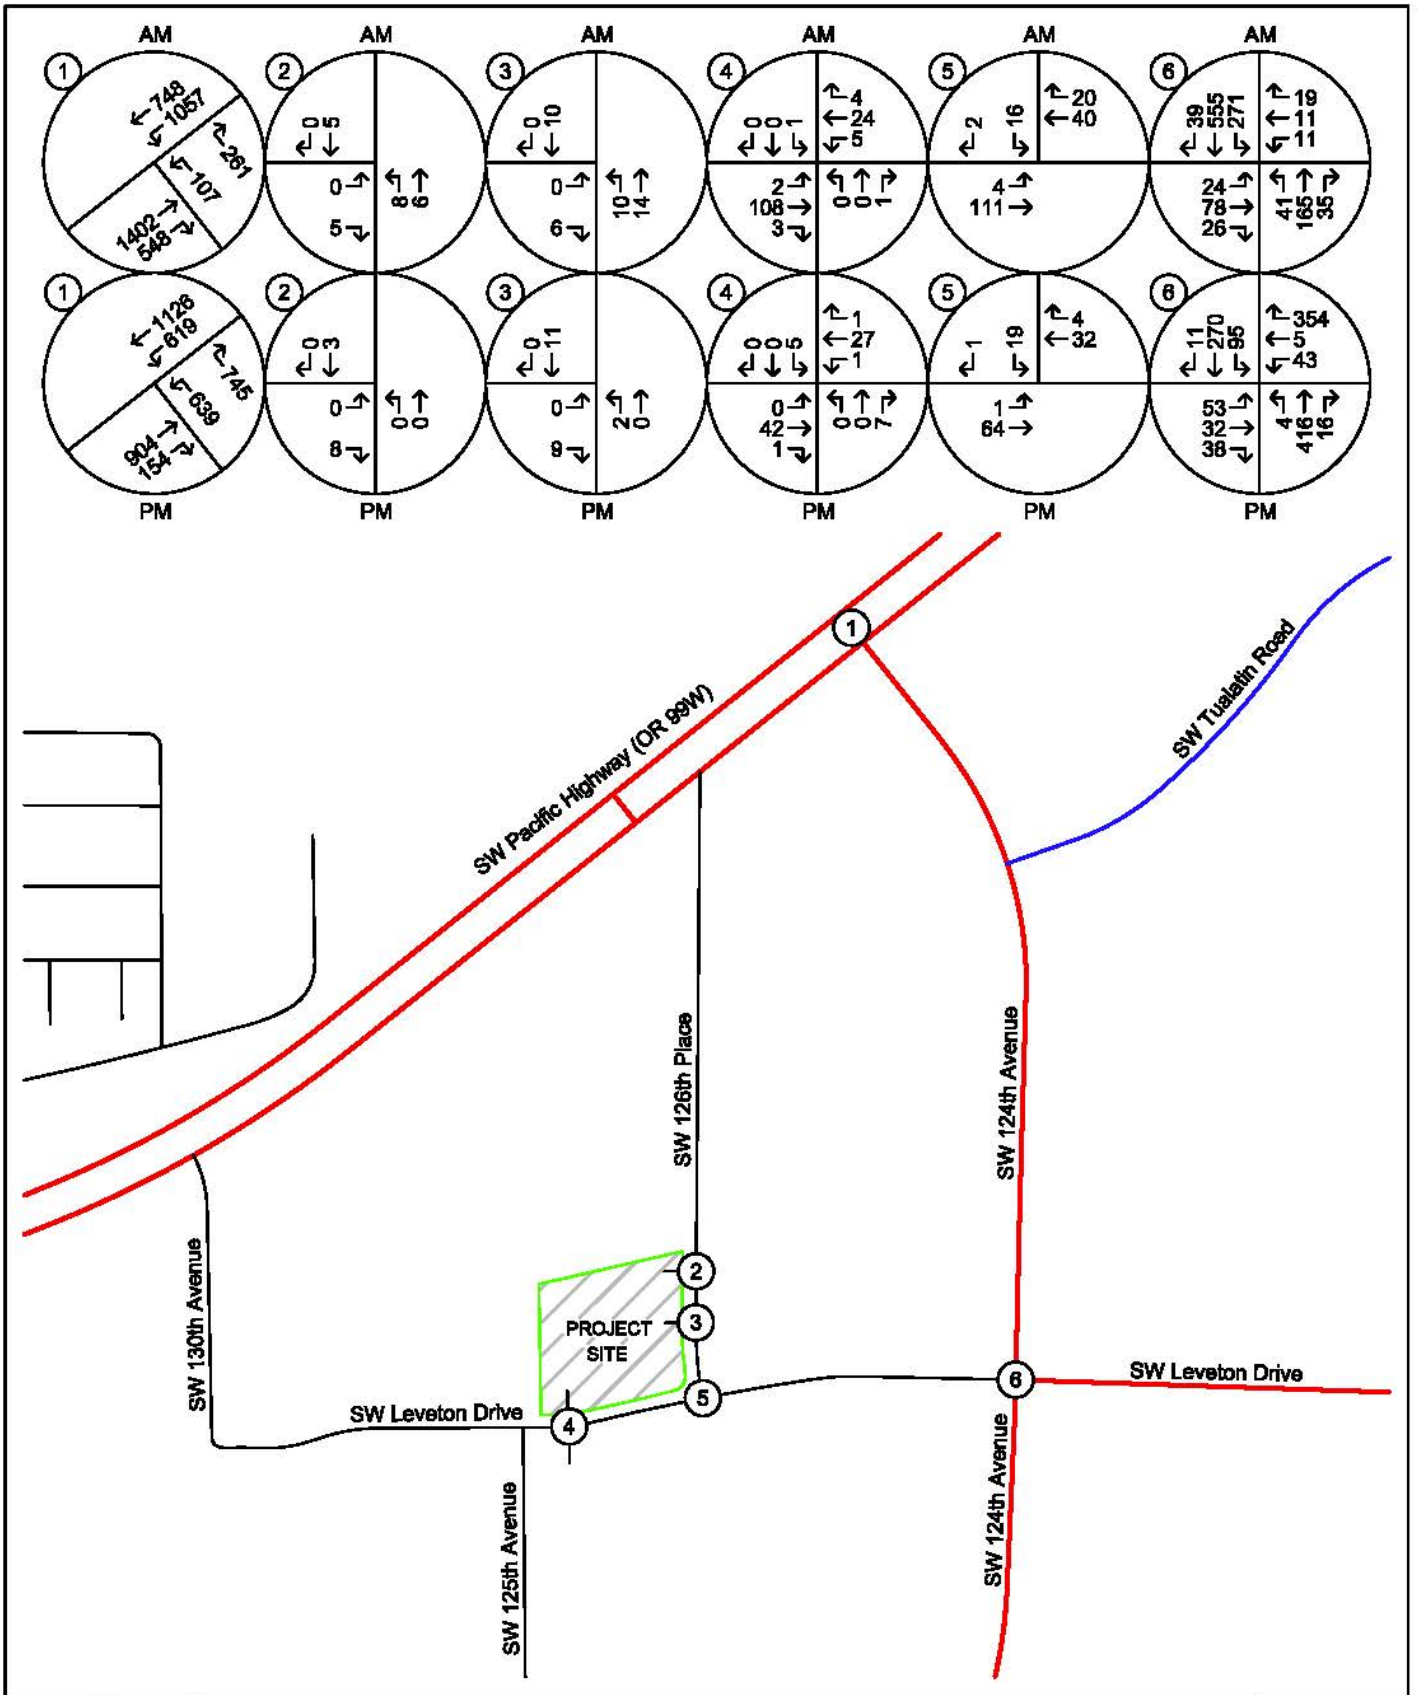 AM AM AM AM AM AM
1 2 3 4 5 6
748
1057
261
107
1402
548
0 5
0
5
8 6
0 10
0
6
10 14
0 0 1
4
24
5
2
106
3
0 0 1
2 16
20
40
4
111
39 555 271
19
11
11
24
78
26
41 165 35
1 2 3 4 5 6
1126
619
745
639
904
154
0 3
0
8
0 0
0 11
0
9
2 0
0 0 5
1
27
1
0
42
1
0 0 7
1 19
4
32
1
64
11 270 95
354
5
43
53
32
38
4 416 16
PM PM PM PM PM PM
1
SW Tualatin Road
SW Pacific Highway (OR 99W)
SW 126th Place
SW 124th Avenue
SW 130th Avenue
2
PROJECT
SITE
3
5
6
SW Leveton Drive
SW Leveton Drive
4
SW 125th Avenue
SW 124th Avenue